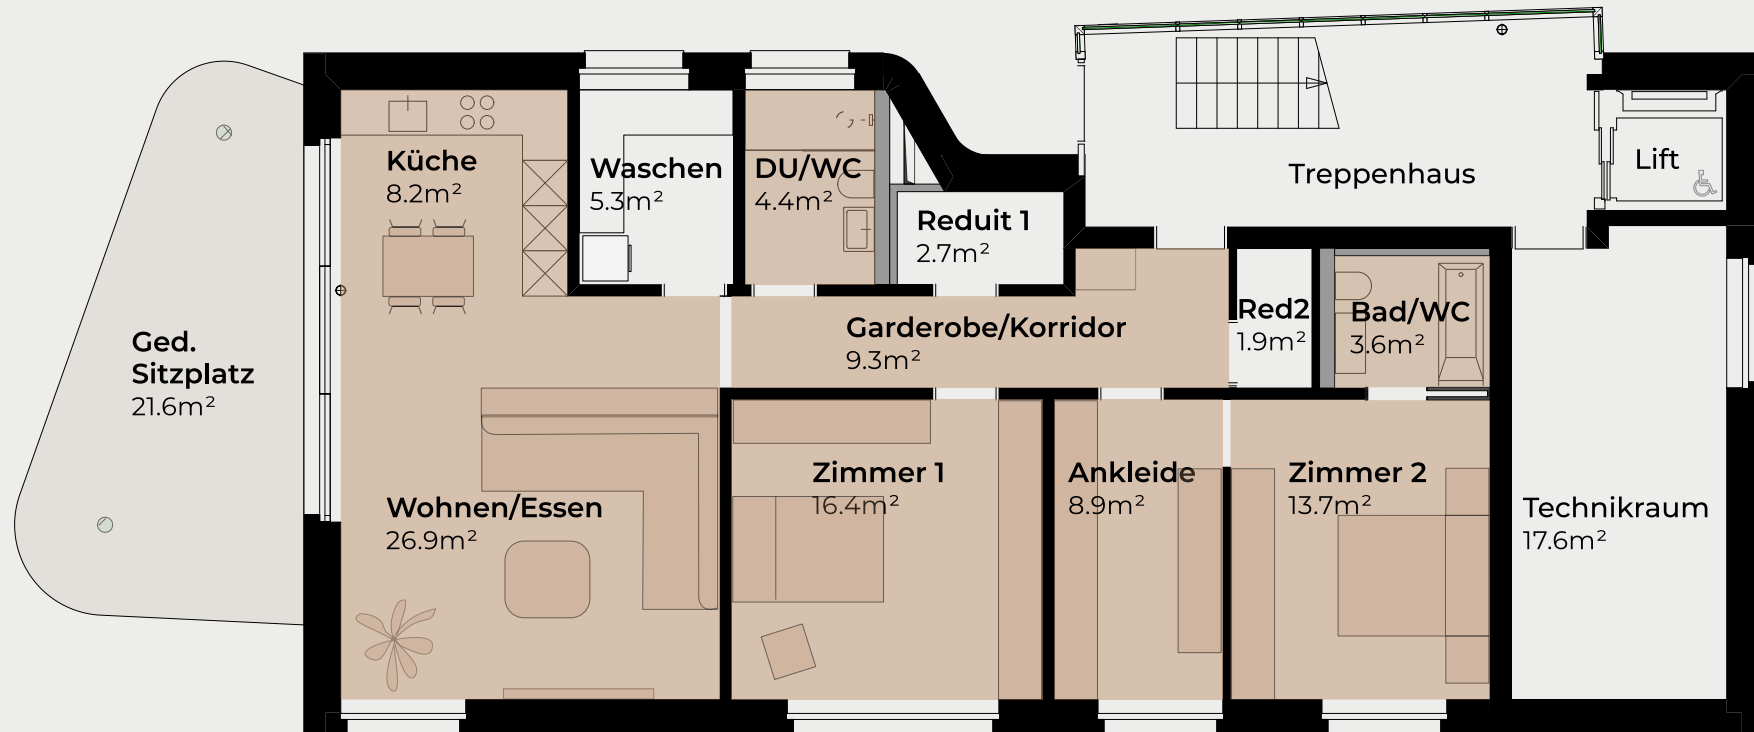 Küche
8.2m²
Waschen
5.3m²
DU/WC
4.4m²
Reduit 1
2.7m²
Treppenhaus
Lift
Ged.
Sitzplatz
21.6m²
Garderobe/Korridor
9.3m²
Red2
1.9m²
Bad/WC
3.6m²
Wohnen/Essen
26.9m²
Zimmer 1
16.4m²
Ankleide
8.9m²
Zimmer 2
13.7m²
Technikraum
17.6m²